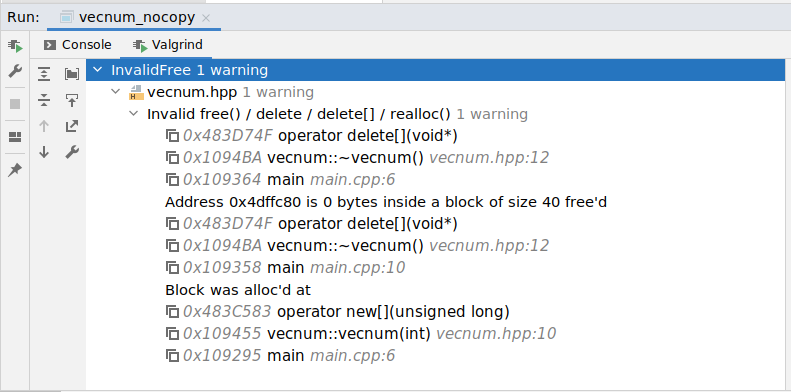 Run: vecnum_nocopy ×
Console Valgrind
InvalidFree 1 warning
vecnum.hpp 1 warning
Invalid free() / delete / delete[] / realloc() 1 warning
0x483D74F operator delete[](void*)
0x1094BA vecnum::~vecnum() vecnum.hpp:12
0x109364 main main.cpp:6
Address 0x4dffc80 is 0 bytes inside a block of size 40 free'd
0x483D74F operator delete[](void*)
0x1094BA vecnum::~vecnum() vecnum.hpp:12
0x109358 main main.cpp:10
Block was alloc'd at
0x483C583 operator new[](unsigned long)
0x109455 vecnum::vecnum(int) vecnum.hpp:10
0x109295 main main.cpp:6